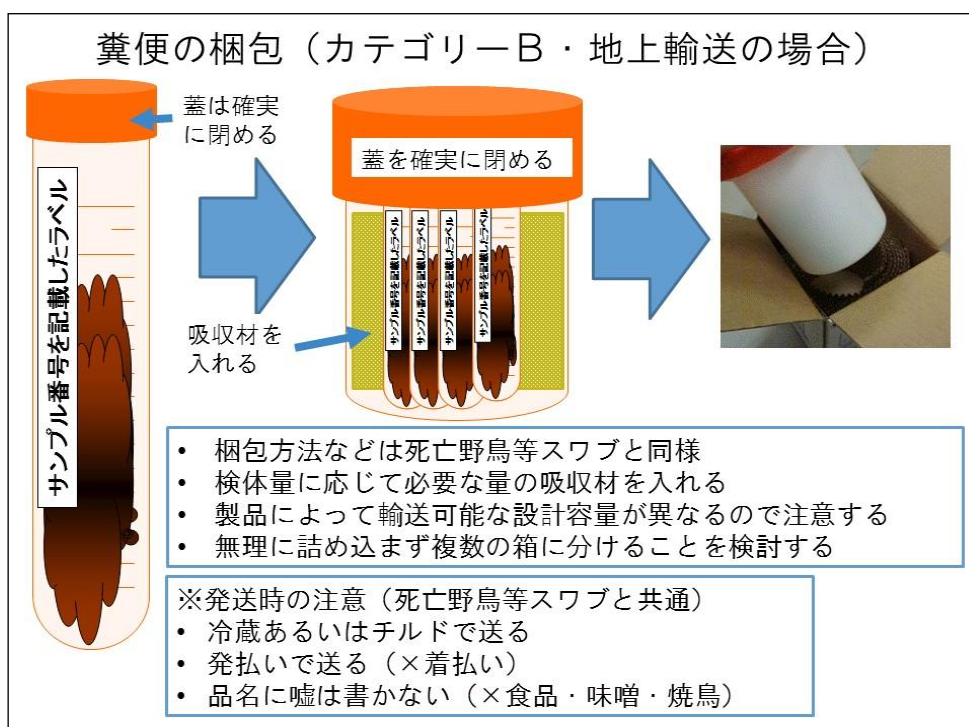 糞便の梱包（カテゴリーＢ・地上輸送の場合）
蓋は確実
に閉める
サンプル番号を記載したラベル
蓋を確実に閉める
サンプル番号を記載したラベル
サンプル番号を記載したラベル
サンプル番号を記載したラベル
サンプル番号を記載したラベル
吸収材を
入れる
• 梱包方法などは死亡野鳥等スワブと同様
• 検体量に応じて必要な量の吸収材を入れる
• 製品によって輸送可能な設計容量が異なるので注意する
• 無理に詰め込まず複数の箱に分けることを検討する
※発送時の注意（死亡野鳥等スワブと共通）
• 冷蔵あるいはチルドで送る
• 発払いで送る（×着払い）
• 品名に嘘は書かない（×食品・味噌・焼鳥）